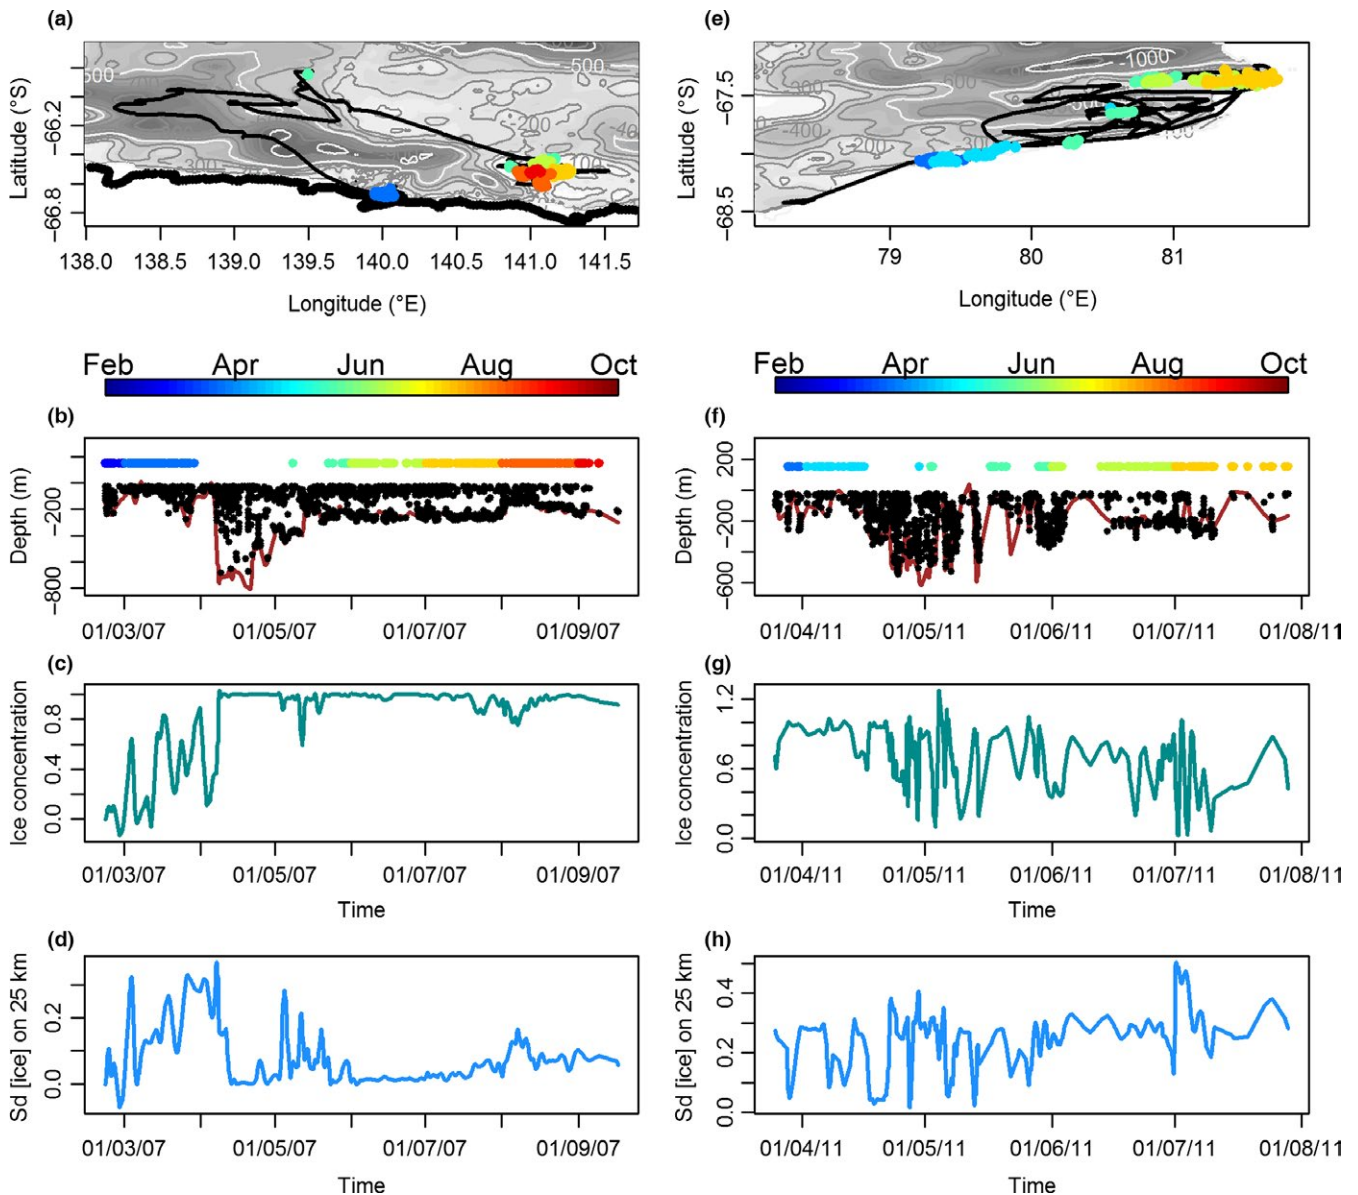 (a)
-500
-500
-200
-400
-100
-300
Latitude (°S)
-66.2
-66.8
138.0 138.5 139.0 139.5 140.0 140.5 141.0 141.5
Longitude (°E)
Feb Apr Jun Aug Oct
(b)
Depth (m)
-200
-800
01/03/07 01/05/07 01/07/07 01/09/07
(c)
Ice concentration
0.8
0.4
0.0
01/03/07 01/05/07 01/07/07 01/09/07
Time
(d)
Sd [ice] on 25 km
0.2
0.0
01/03/07 01/05/07 01/07/07 01/09/07
Time
(e)
-1000
-300
-400
-100
Latitude (°S)
-67.5
-68.5
79 80 81
Longitude (°E)
Feb Apr Jun Aug Oct
(f)
Depth (m)
200
-200
-600
01/04/11 01/05/11 01/06/11 01/07/11 01/08/11
(g)
Ice concentration
1.2
0.6
0.0
01/04/11 01/05/11 01/06/11 01/07/11 01/08/11
Time
(h)
Sd [ice] on 25 km
0.4
0.2
0.0
01/04/11 01/05/11 01/06/11 01/07/11 01/08/11
Time